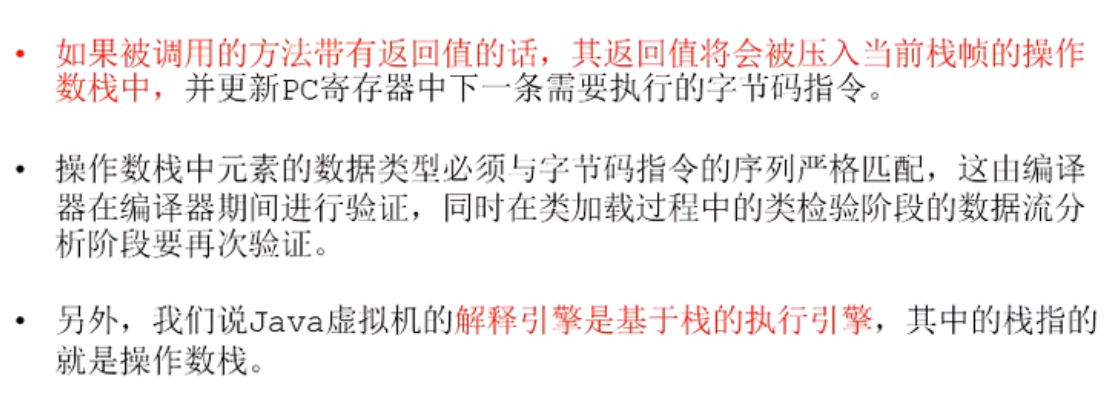 • 如果被调用的方法带有返回值的话，其返回值将会被压入当前栈帧的操作
数栈中，并更新PC寄存器中下一条需要执行的字节码指令。
• 操作数栈中元素的数据类型必须与字节码指令的序列严格匹配，这由编译
器在编译器期间进行验证，同时在类加载过程中的类检验阶段的数据流分
析阶段要再次验证。
• 另外，我们说Java虚拟机的解释引擎是基于栈的执行引擎，其中的栈指的
就是操作数栈。